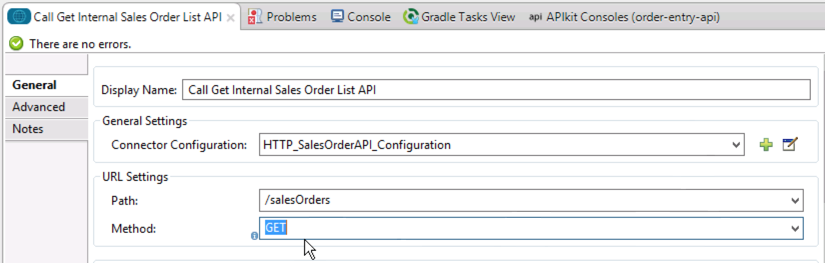 Call Get Internal Sales Order List API Problems Console Gradle Tasks View api APIkit Consoles (order-entry-api)
There are no errors.
General
Advanced
Notes
Display Name: Call Get Internal Sales Order List API
General Settings
Connector Configuration: HTTP_SalesOrderAPI_Configuration
URL Settings
Path: /salesOrders
Method: GET